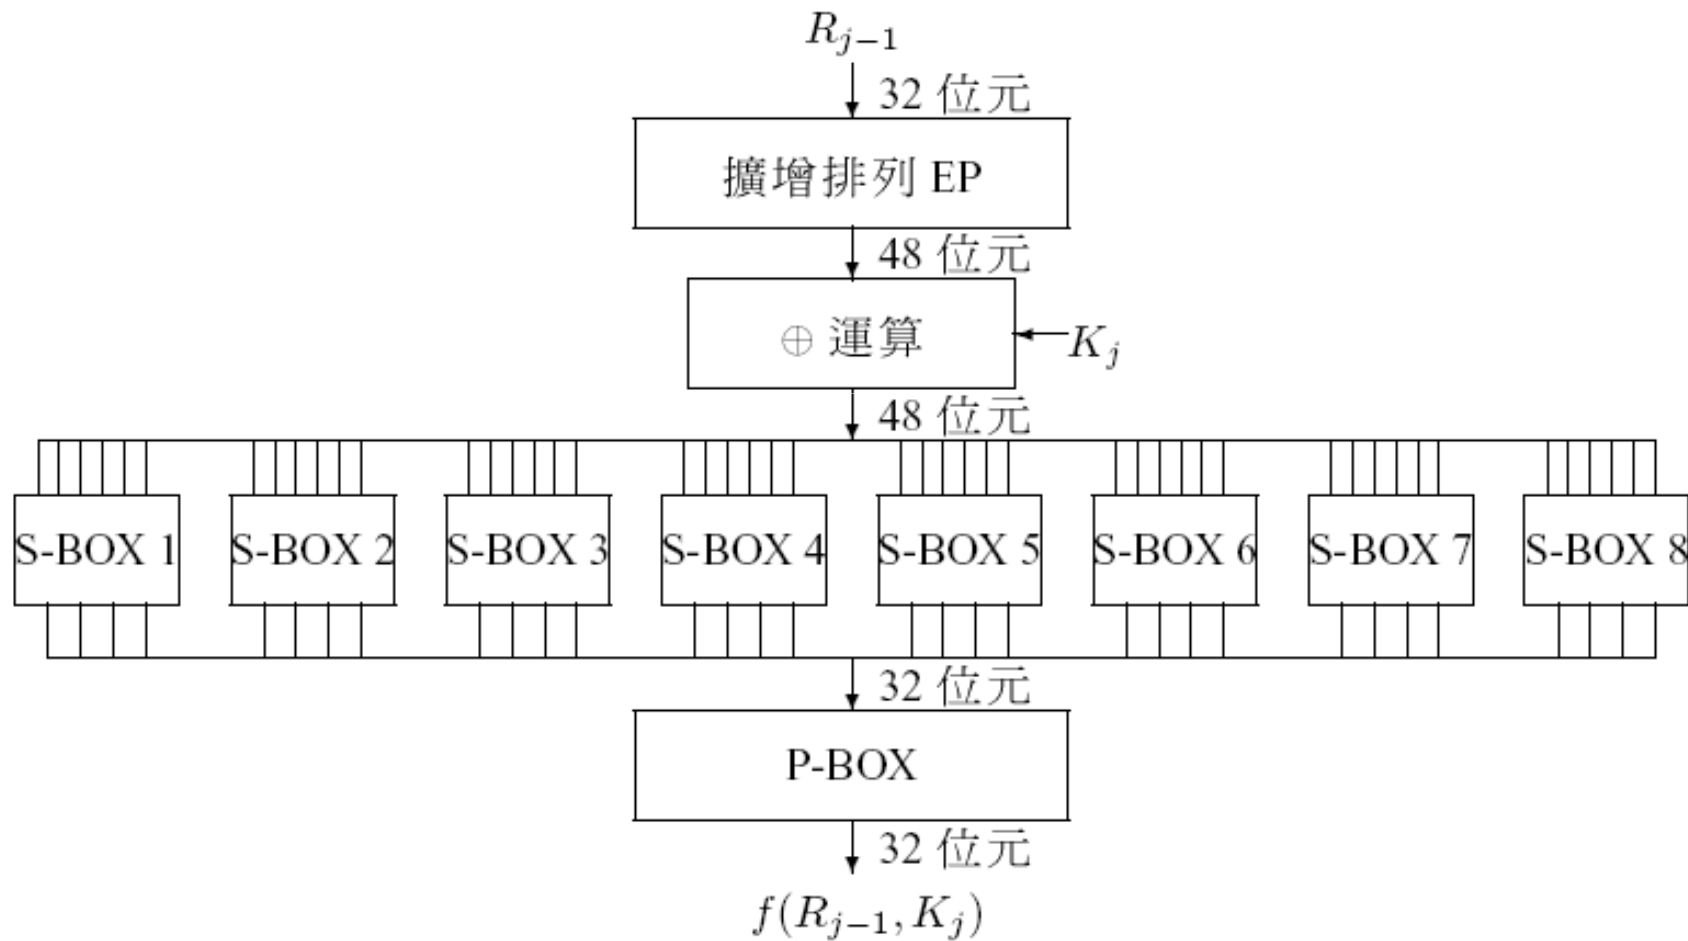 R_{j-1}
32 位元
擴增排列 EP
48 位元
⊕ 運算
K_j
48 位元
S-BOX 1 S-BOX 2 S-BOX 3 S-BOX 4 S-BOX 5 S-BOX 6 S-BOX 7 S-BOX 8
32 位元
P-BOX
32 位元
f(R_{j-1}, K_j)